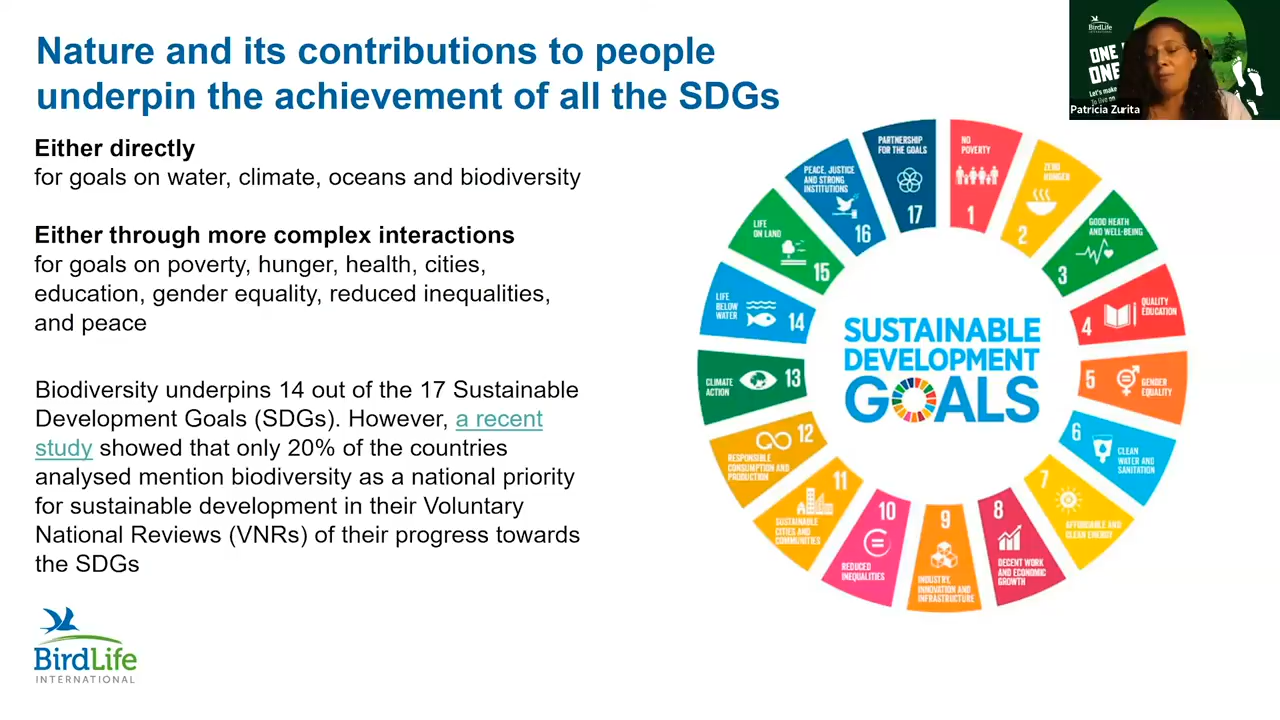 Nature and its contributions to people
underpin the achievement of all the SDGs
Either directly
for goals on water, climate, oceans and biodiversity
Either through more complex interactions
for goals on poverty, hunger, health, cities,
education, gender equality, reduced inequalities,
and peace
Biodiversity underpins 14 out of the 17 Sustainable
Development Goals (SDGs). However, a recent
study showed that only 20% of the countries
analysed mention biodiversity as a national priority
for sustainable development in their Voluntary
National Reviews (VNRs) of their progress towards
the SDGs
BirdLife
INTERNATIONAL
SUSTAINABLE
DEVELOPMENT
GOALS
NO
POVERTY
1
ZERO
HUNGER
2
GOOD HEATH
AND WELL-BEING
3
QUALITY
EDUCATION
4
GENDER
EQUALITY
5
CLEAN
WATER AND
SANITATION
6
AFFORDABLE AND
CLEAN ENERGY
7
DECENT WORK
AND ECONOMIC
GROWTH
8
INDUSTRY,
INNOVATION AND
INFRASTRUCTURE
9
REDUCED
INEQUALITIES
10
SUSTAINABLE
CITIES AND
COMMUNITIES
11
RESPONSIBLE
CONSUMPTION AND
PRODUCTION
12
CLIMATE
ACTION
13
LIFE
BELOW
WATER
14
LIFE
ON LAND
15
PEACE, JUSTICE
AND STRONG
INSTITUTIONS
16
PARTNERSHIP
FOR THE GOALS
17
BirdLife
ONE
ONE
Let's make
to live on
Patricia Zurita